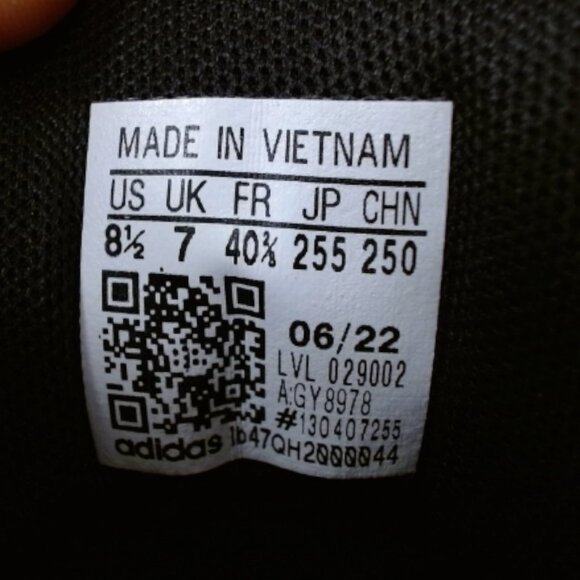 MADE IN VIETNAM
US UK FR JP CHN
8½ 7 40⅔ 255 250
06/22
LVL 029002
A:GY8978
#130407255
adidas 1b47QH2000044